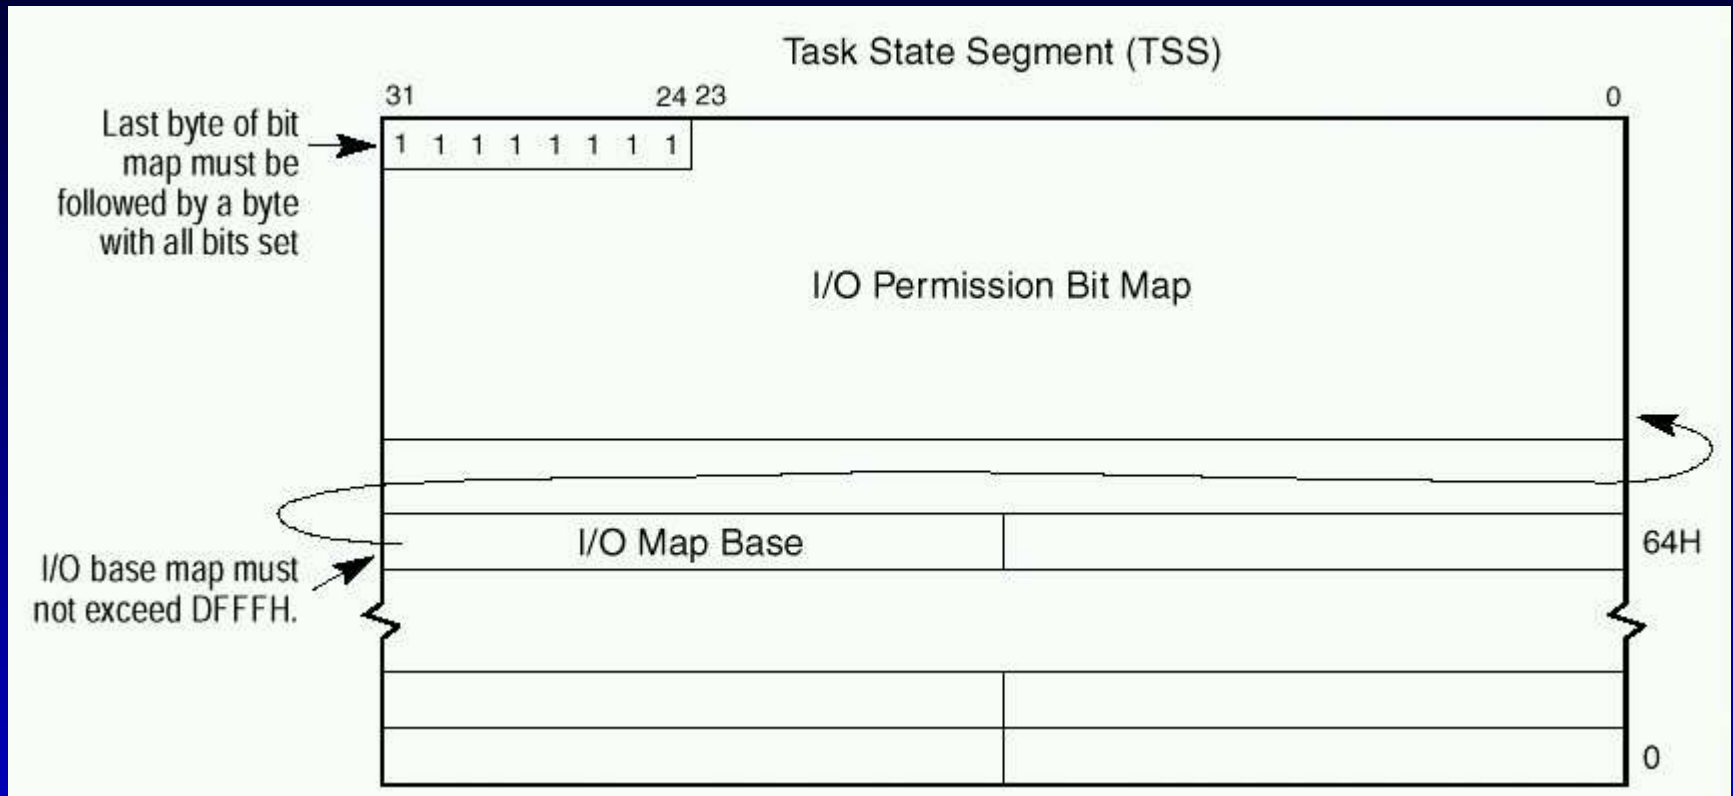 Task State Segment (TSS)
31 24 23 0
Last byte of bit
map must be
followed by a byte
with all bits set
1 1 1 1 1 1 1 1
I/O Permission Bit Map
I/O Map Base
64H
I/O base map must
not exceed DFFFH.
0